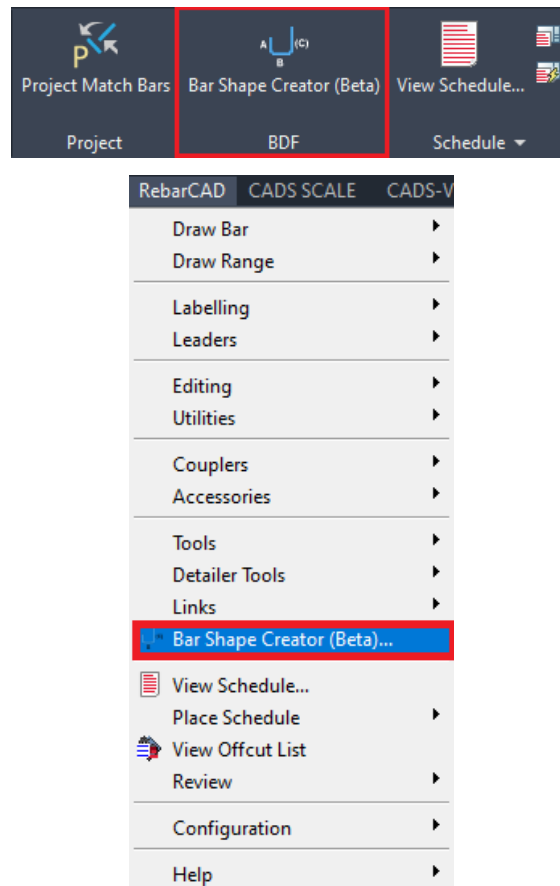 A (C)
B
P
Project Match Bars Bar Shape Creator (Beta) View Schedule...
Project BDF Schedule
RebarCAD CADS SCALE CADS-V
Draw Bar
Draw Range
Labelling
Leaders
Editing
Utilities
Couplers
Accessories
Tools
Detailer Tools
Links
Bar Shape Creator (Beta)...
View Schedule...
Place Schedule
View Offcut List
Review
Configuration
Help